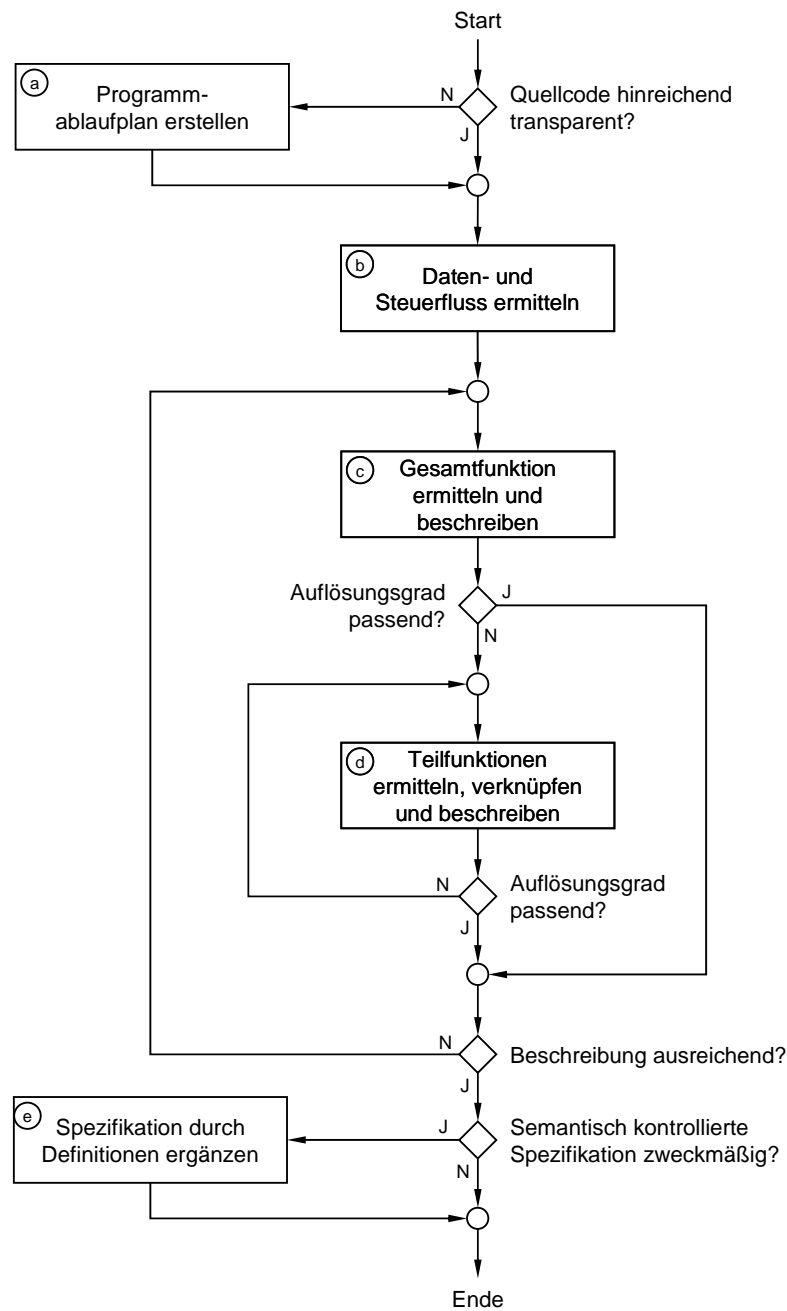 Start
a
Programm-
ablaufplan erstellen
N
J
Quellcode hinreichend
transparent?
b
Daten- und
Steuerfluss ermitteln
c
Gesamtfunktion
ermitteln und
beschreiben
Auflösungsgrad
passend?
J
N
d
Teilfunktionen
ermitteln, verknüpfen
und beschreiben
N
J
Auflösungsgrad
passend?
N
J
Beschreibung ausreichend?
e
Spezifikation durch
Definitionen ergänzen
J
N
Semantisch kontrollierte
Spezifikation zweckmäßig?
Ende